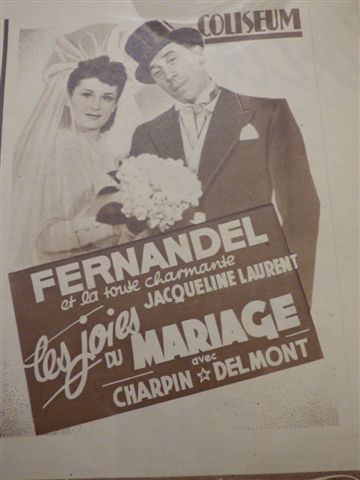 COLISEUM
FERNANDEL
et la toute charmante
JACQUELINE LAURENT
les joies
DU MARIAGE
avec
CHARPIN ☆ DELMONT